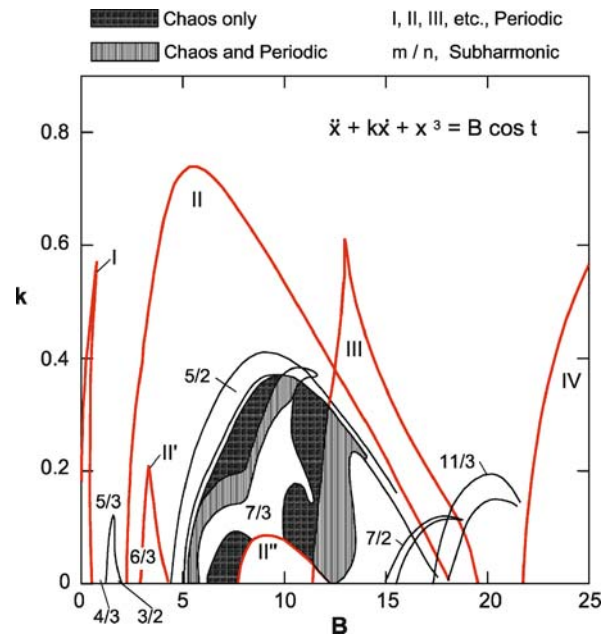 Chaos only
I, II, III, etc., Periodic
Chaos and Periodic
m / n, Subharmonic
0.8
ẍ + kẋ + x³ = B cos t
II
0.6
I
k
III
0.4
5/2
IV
II'
11/3
0.2
5/3
7/3
7/2
6/3
II"
0
0 5 10 15 20 25
4/3 3/2
B